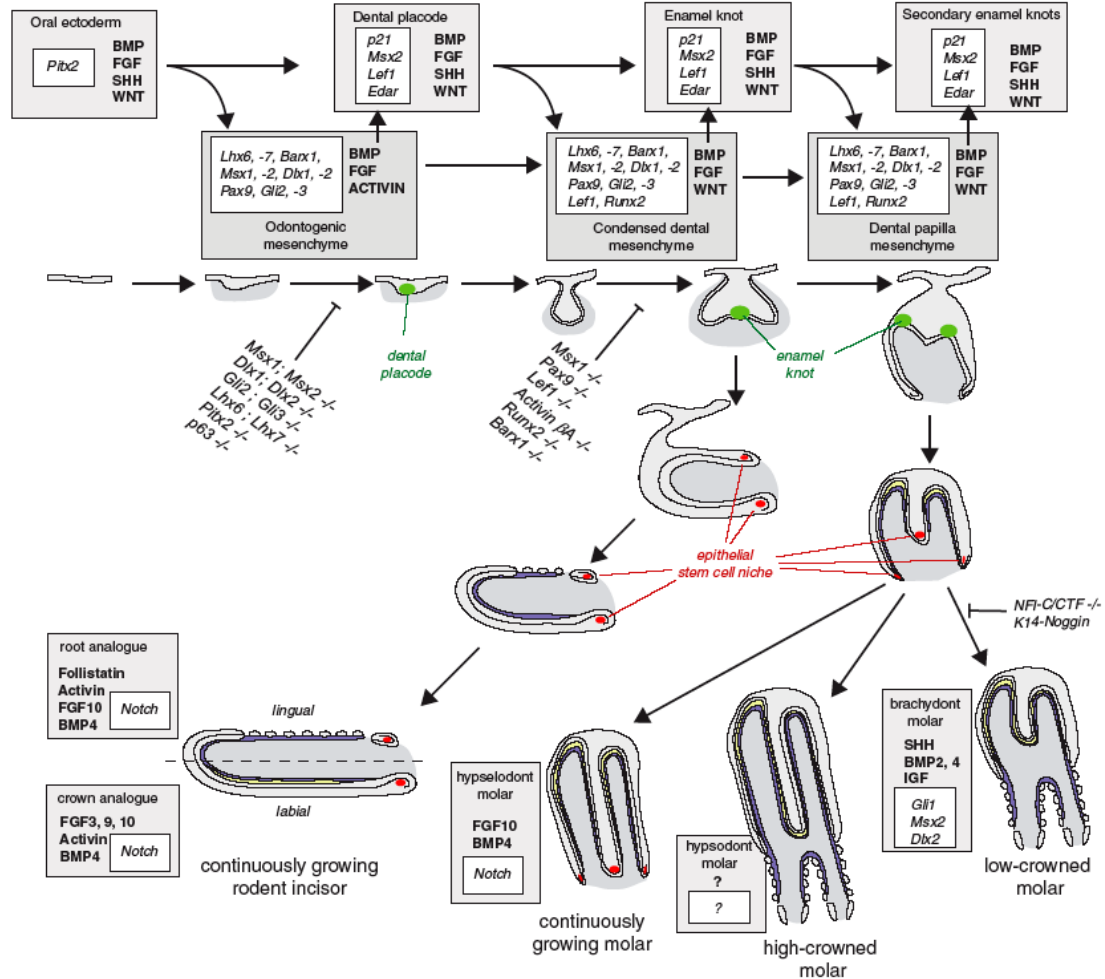 Oral ectoderm
Pitx2
BMP
FGF
SHH
WNT
Dental placode
p21
Msx2
Lef1
Edar
BMP
FGF
SHH
WNT
Enamel knot
p21
Msx2
Lef1
Edar
BMP
FGF
SHH
WNT
Secondary enamel knots
p21
Msx2
Lef1
Edar
BMP
FGF
SHH
WNT
Lhx6, -7, Barx1,
Msx1, -2, Dlx1, -2
Pax9, Gli2, -3
BMP
FGF
ACTIVIN
Odontogenic
mesenchyme
Lhx6, -7, Barx1,
Msx1, -2, Dlx1, -2
Pax9, Gli2, -3
Lef1, Runx2
BMP
FGF
WNT
Condensed dental
mesenchyme
Lhx6, -7, Barx1,
Msx1, -2, Dlx1, -2
Pax9, Gli2, -3
Lef1, Runx2
BMP
FGF
WNT
Dental papilla
mesenchyme
Msx1; Msx2 -/-
Dlx1; Dlx2 -/-
Gli2 ; Gli3 -/-
Lhx6 ; Lhx7 -/-
Pitx2 -/-
p63 -/-
dental
placode
Msx1 -/-
Pax9 -/-
Lef1 -/-
Activin βA -/-
Runx2 -/-
Barx1 -/-
enamel
knot
epithelial
stem cell niche
NFI-C/CTF -/-
K14-Noggin
root analogue
Follistatin
Activin
FGF10
BMP4
Notch
lingual
labial
crown analogue
FGF3, 9, 10
Activin
BMP4
Notch
continuously growing
rodent incisor
hypselodont
molar
FGF10
BMP4
Notch
continuously
growing molar
hypsodont
molar
?
?
high-crowned
molar
brachydont
molar
SHH
BMP2, 4
IGF
Gli1
Msx2
Dlx2
low-crowned
molar